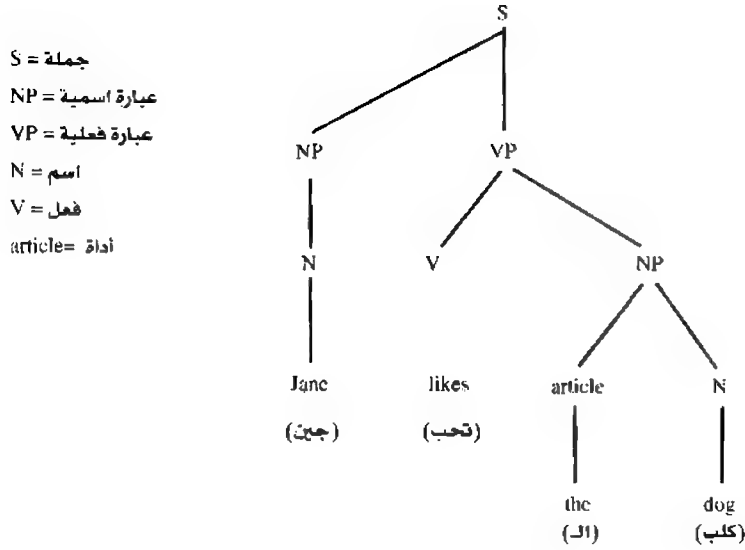 S
S = جملة
NP = عبارة اسمية
VP = عبارة فعلية
N = اسم
V = فعل
article= أداة
NP VP
N V NP
Jane likes article N
(جين) (تحب)
the dog
(الـ) (كلب)